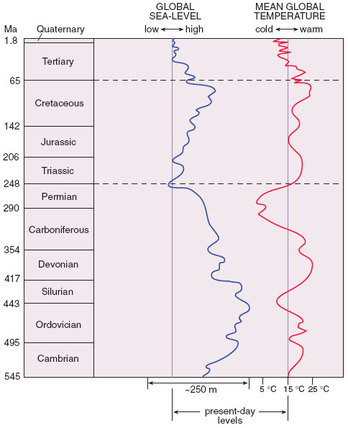 GLOBAL
SEA-LEVEL
low ←→ high
MEAN GLOBAL
TEMPERATURE
cold ←→ warm
Ma
Quaternary
1.8
Tertiary
65
Cretaceous
142
Jurassic
206
Triassic
248
Permian
290
Carboniferous
354
Devonian
417
Silurian
443
Ordovician
495
Cambrian
545
~250 m
5 °C 15 °C 25 °C
present-day
levels